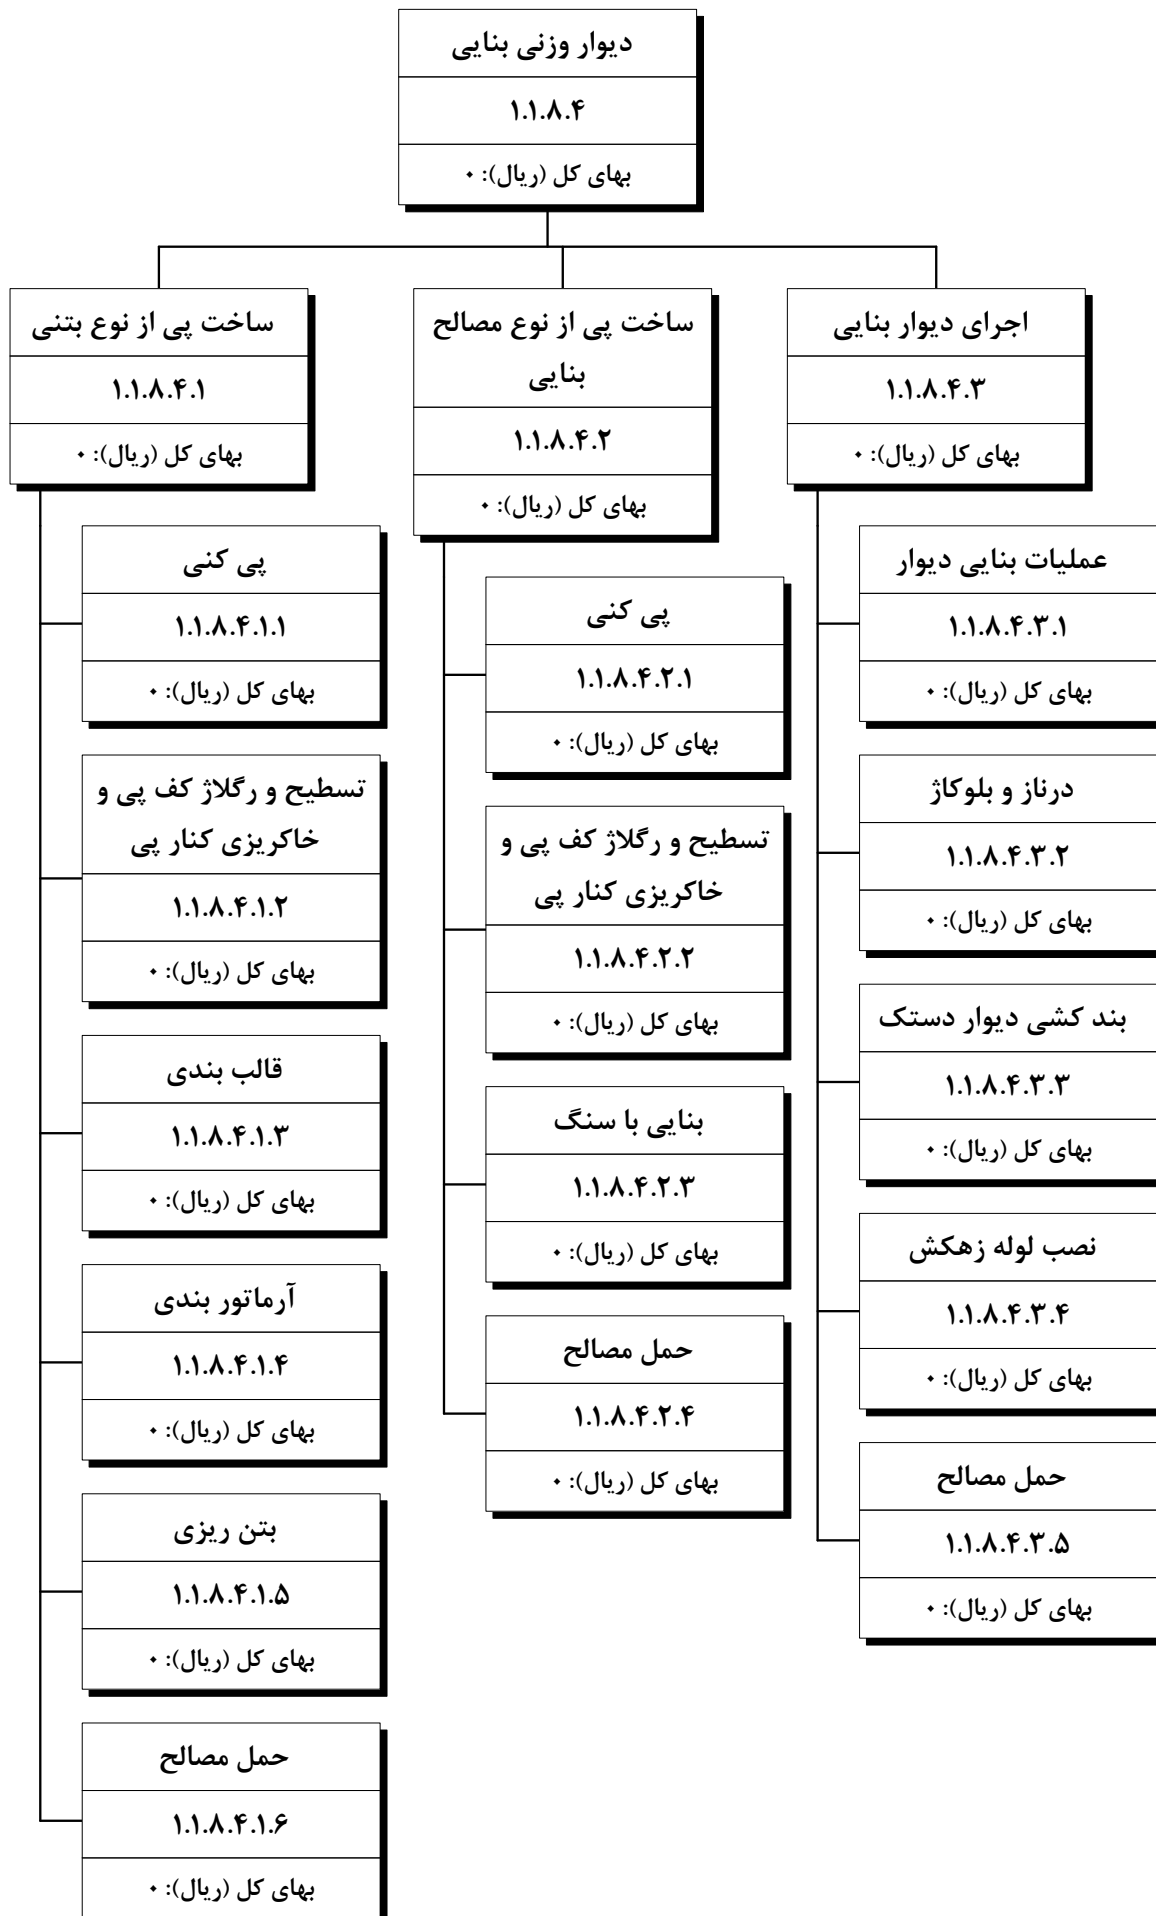 دیوار وزنی بنایی
۱.۱.۸.۴
بهای کل (ریال): ۰
ساخت پی از نوع بتنی
۱.۱.۸.۴.۱
بهای کل (ریال): ۰
پی کنی
۱.۱.۸.۴.۱.۱
بهای کل (ریال): ۰
تسطیح و رگلاژ کف پی و
خاکریزی کنار پی
۱.۱.۸.۴.۱.۲
بهای کل (ریال): ۰
قالب بندی
۱.۱.۸.۴.۱.۳
بهای کل (ریال): ۰
آرماتور بندی
۱.۱.۸.۴.۱.۴
بهای کل (ریال): ۰
بتن ریزی
۱.۱.۸.۴.۱.۵
بهای کل (ریال): ۰
حمل مصالح
۱.۱.۸.۴.۱.۶
بهای کل (ریال): ۰
ساخت پی از نوع مصالح
بنایی
۱.۱.۸.۴.۲
بهای کل (ریال): ۰
پی کنی
۱.۱.۸.۴.۲.۱
بهای کل (ریال): ۰
تسطیح و رگلاژ کف پی و
خاکریزی کنار پی
۱.۱.۸.۴.۲.۲
بهای کل (ریال): ۰
بنایی با سنگ
۱.۱.۸.۴.۲.۳
بهای کل (ریال): ۰
حمل مصالح
۱.۱.۸.۴.۲.۴
بهای کل (ریال): ۰
اجرای دیوار بنایی
۱.۱.۸.۴.۳
بهای کل (ریال): ۰
عملیات بنایی دیوار
۱.۱.۸.۴.۳.۱
بهای کل (ریال): ۰
درناز و بلوکاژ
۱.۱.۸.۴.۳.۲
بهای کل (ریال): ۰
بند کشی دیوار دستک
۱.۱.۸.۴.۳.۳
بهای کل (ریال): ۰
نصب لوله زهکش
۱.۱.۸.۴.۳.۴
بهای کل (ریال): ۰
حمل مصالح
۱.۱.۸.۴.۳.۵
بهای کل (ریال): ۰